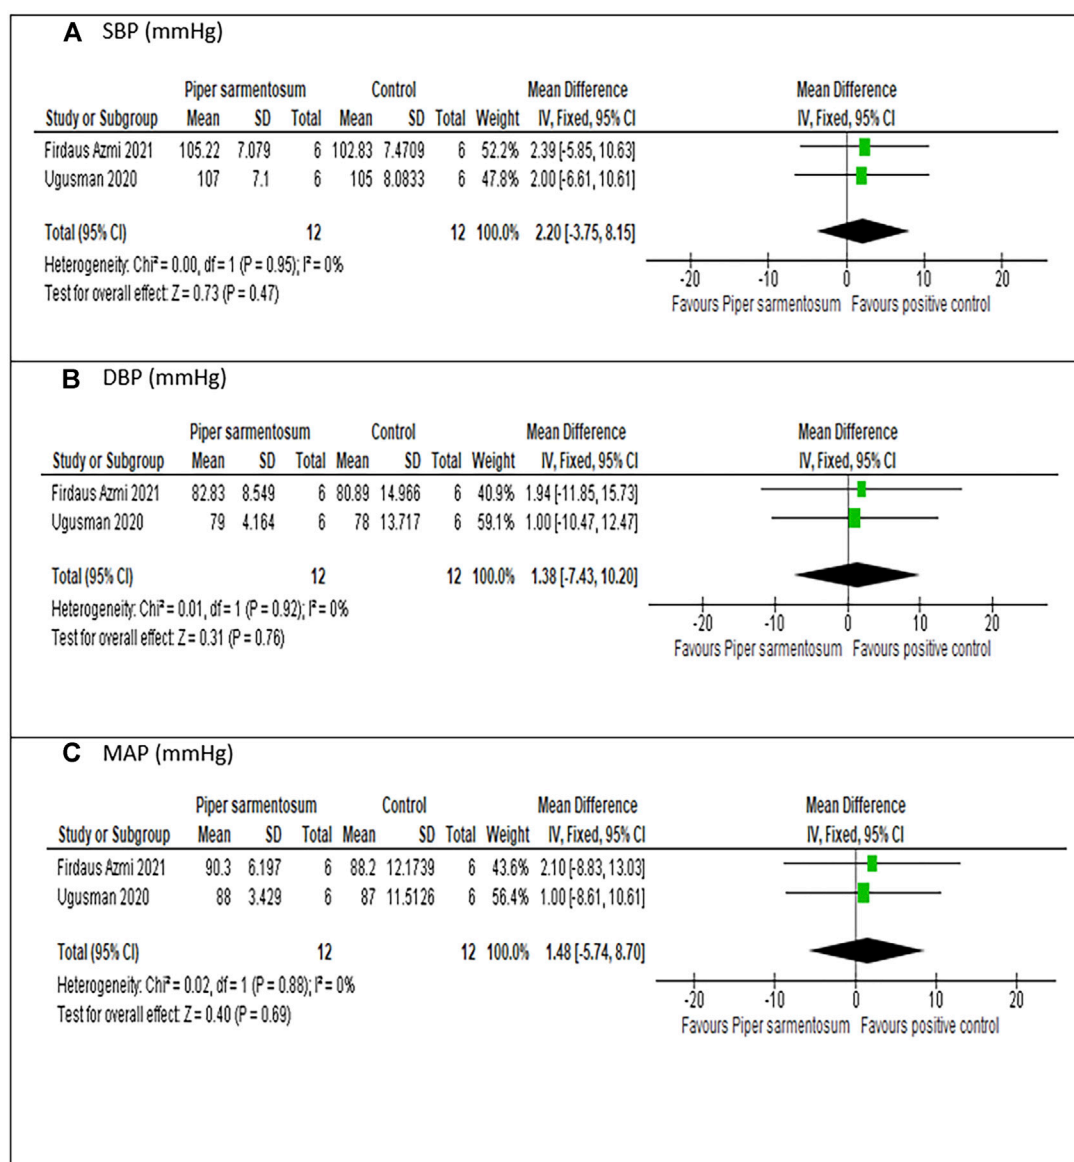 A SBP (mmHg)
Piper sarmentosum Control Mean Difference Mean Difference
Study or Subgroup Mean SD Total Mean SD Total Weight IV, Fixed, 95% CI IV, Fixed, 95% CI
Firdaus Azmi 2021 105.22 7.079 6 102.83 7.4709 6 52.2% 2.39 [-5.85, 10.63]
Ugusman 2020 107 7.1 6 105 8.0833 6 47.8% 2.00 [-6.61, 10.61]
Total (95% CI) 12 12 100.0% 2.20 [-3.75, 8.15]
Heterogeneity: Chi² = 0.00, df = 1 (P = 0.95); I² = 0%
Test for overall effect: Z = 0.73 (P = 0.47)
-20 -10 0 10 20
Favours Piper sarmentosum Favours positive control
B DBP (mmHg)
Piper sarmentosum Control Mean Difference Mean Difference
Study or Subgroup Mean SD Total Mean SD Total Weight IV, Fixed, 95% CI IV, Fixed, 95% CI
Firdaus Azmi 2021 82.83 8.549 6 80.89 14.966 6 40.9% 1.94 [-11.85, 15.73]
Ugusman 2020 79 4.164 6 78 13.717 6 59.1% 1.00 [-10.47, 12.47]
Total (95% CI) 12 12 100.0% 1.38 [-7.43, 10.20]
Heterogeneity: Chi² = 0.01, df = 1 (P = 0.92); I² = 0%
Test for overall effect: Z = 0.31 (P = 0.76)
-20 -10 0 10 20
Favours Piper sarmentosum Favours positive control
C MAP (mmHg)
Piper sarmentosum Control Mean Difference Mean Difference
Study or Subgroup Mean SD Total Mean SD Total Weight IV, Fixed, 95% CI IV, Fixed, 95% CI
Firdaus Azmi 2021 90.3 6.197 6 88.2 12.1739 6 43.6% 2.10 [-8.83, 13.03]
Ugusman 2020 88 3.429 6 87 11.5126 6 56.4% 1.00 [-8.61, 10.61]
Total (95% CI) 12 12 100.0% 1.48 [-5.74, 8.70]
Heterogeneity: Chi² = 0.02, df = 1 (P = 0.88); I² = 0%
Test for overall effect: Z = 0.40 (P = 0.69)
-20 -10 0 10 20
Favours Piper sarmentosum Favours positive control